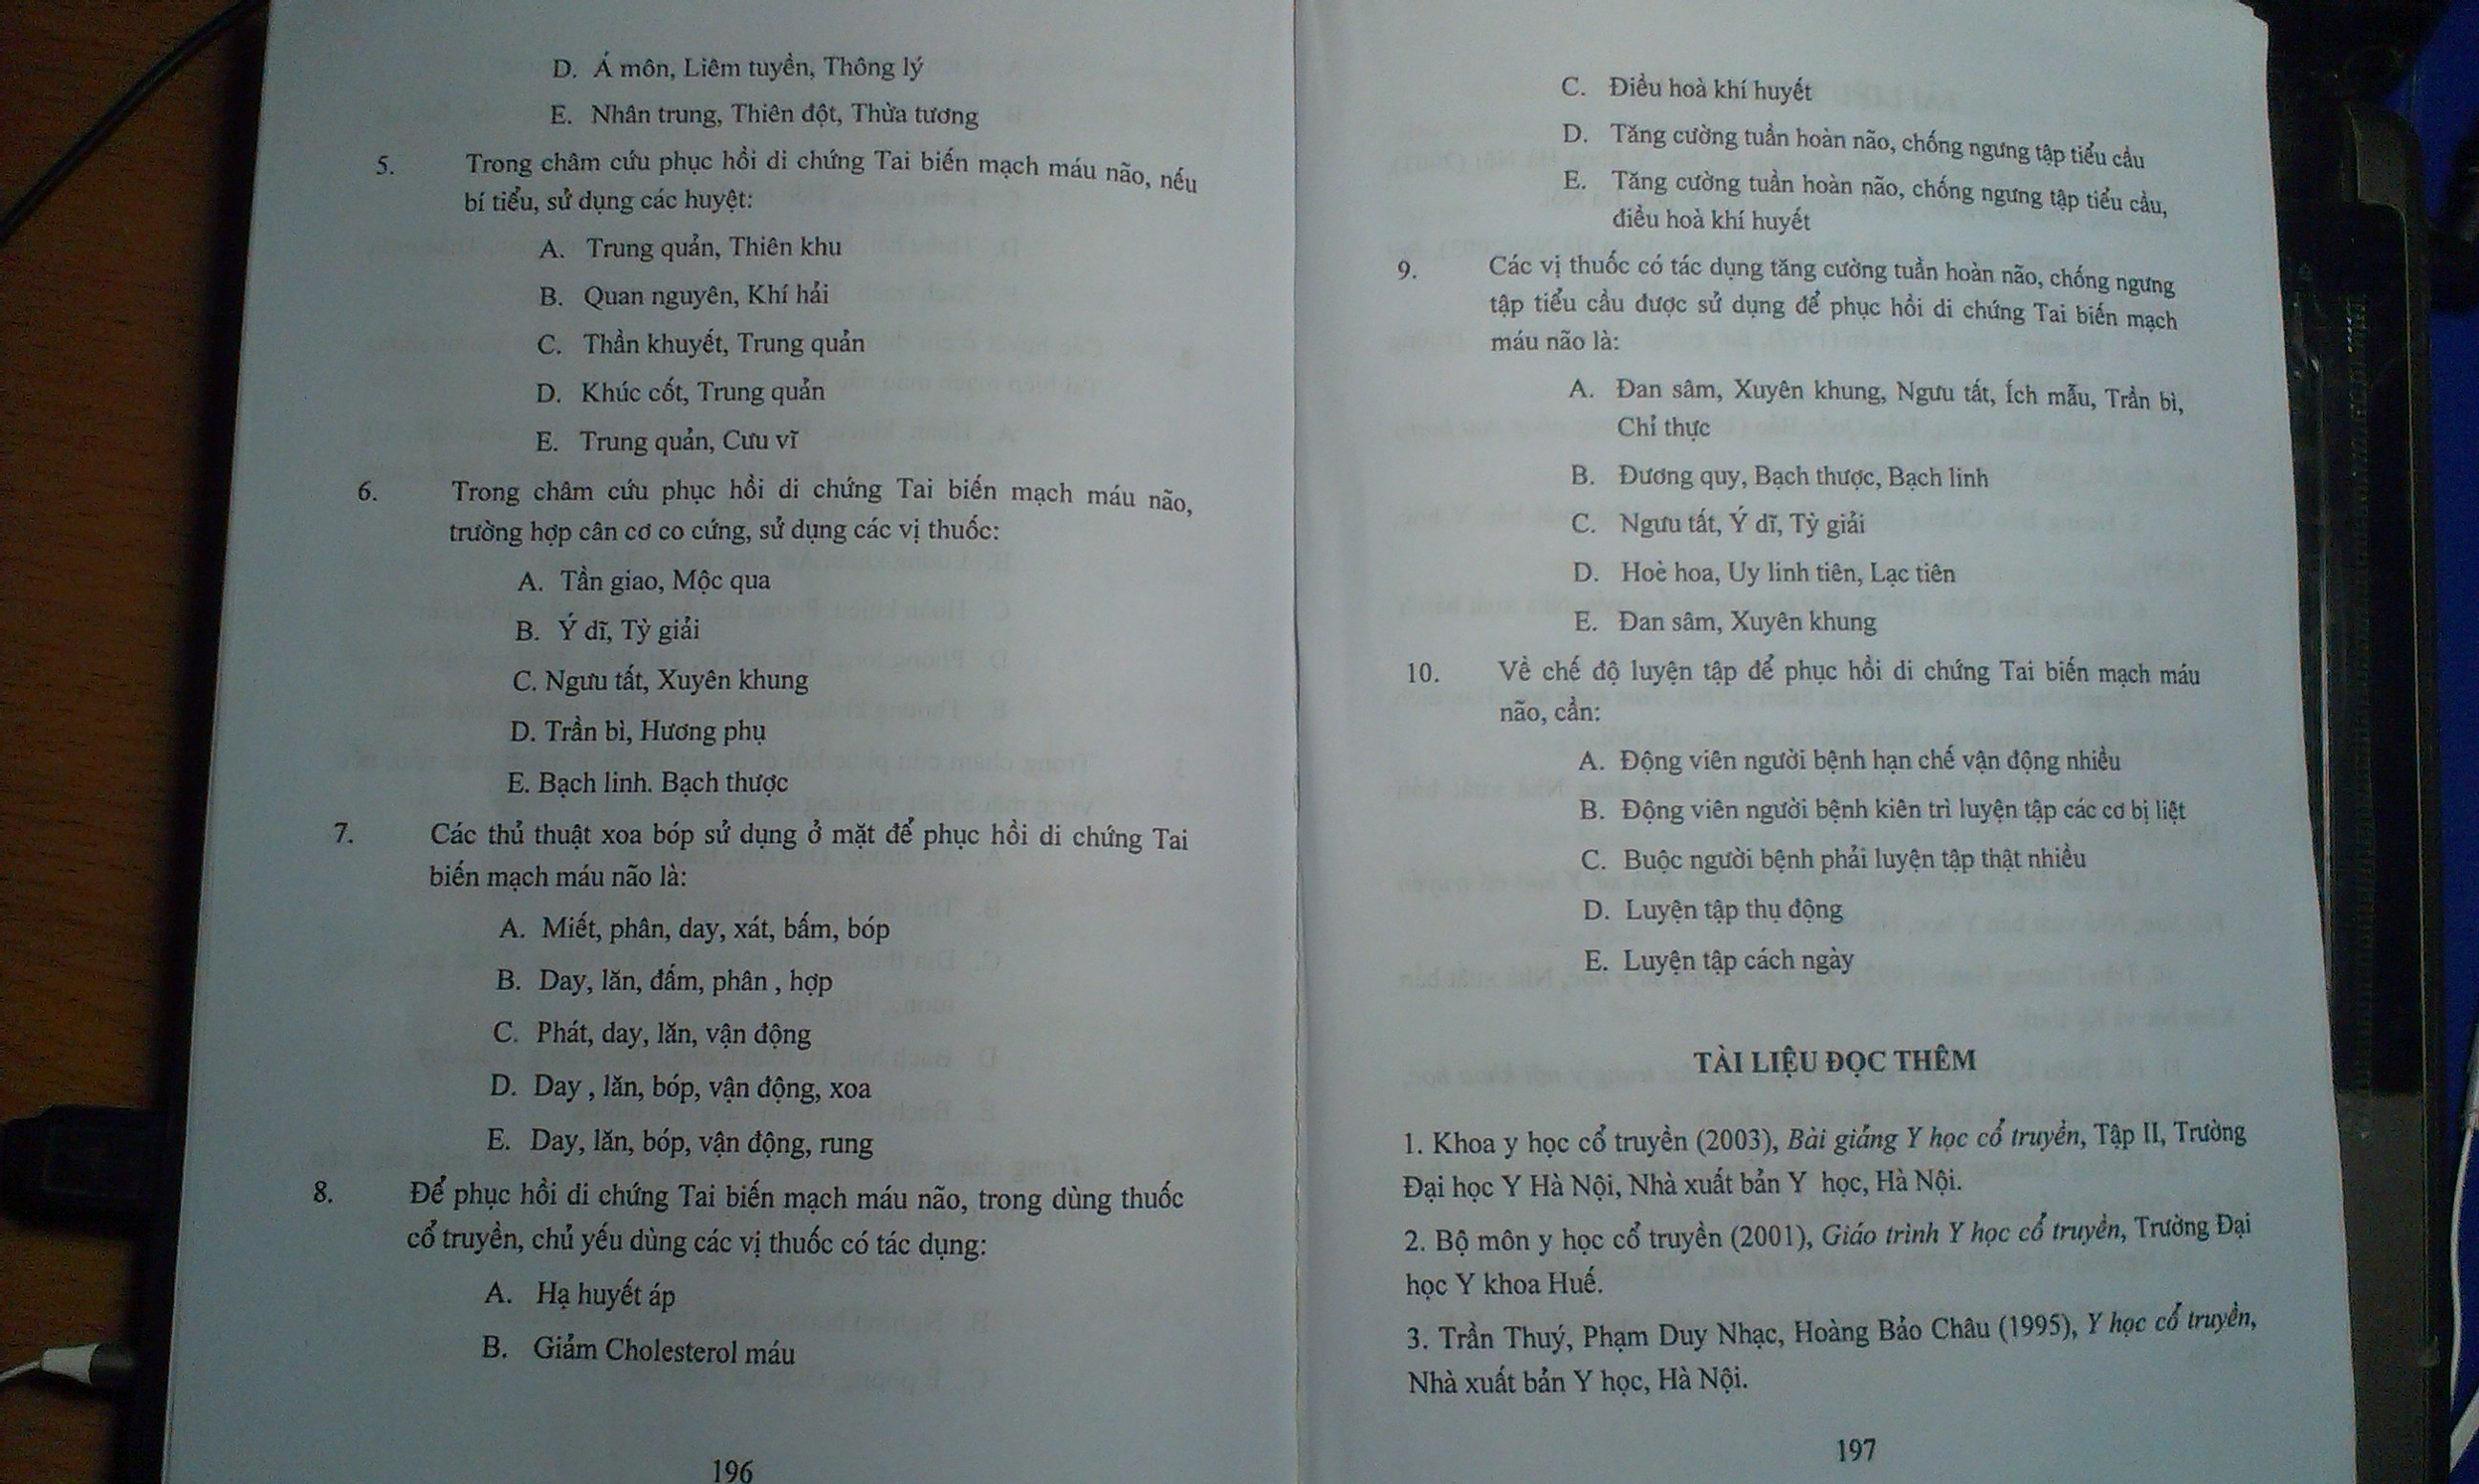 D. Á môn, Liêm tuyền, Thông lý
E. Nhân trung, Thiên đột, Thừa tương
5. Trong châm cứu phục hồi di chứng Tai biến mạch máu não, nếu
bí tiểu, sử dụng các huyệt:
A. Trung quản, Thiên khu
B. Quan nguyên, Khí hải
C. Thần khuyết, Trung quản
D. Khúc cốt, Trung quản
E. Trung quản, Cưu vĩ
6. Trong châm cứu phục hồi di chứng Tai biến mạch máu não,
trường hợp cân cơ co cứng, sử dụng các vị thuốc:
A. Tần giao, Mộc qua
B. Ý dĩ, Tỳ giải
C. Ngưu tất, Xuyên khung
D. Trần bì, Hương phụ
E. Bạch linh. Bạch thược
7. Các thủ thuật xoa bóp sử dụng ở mặt để phục hồi di chứng Tai
biến mạch máu não là:
A. Miết, phân, day, xát, bấm, bóp
B. Day, lăn, đấm, phân , hợp
C. Phát, day, lăn, vận động
D. Day , lăn, bóp, vận động, xoa
E. Day, lăn, bóp, vận động, rung
8. Để phục hồi di chứng Tai biến mạch máu não, trong dùng thuốc
cổ truyền, chủ yếu dùng các vị thuốc có tác dụng:
A. Hạ huyết áp
B. Giảm Cholesterol máu
196
C. Điều hoà khí huyết
D. Tăng cường tuần hoàn não, chống ngưng tập tiểu cầu
E. Tăng cường tuần hoàn não, chống ngưng tập tiểu cầu,
điều hoà khí huyết
9. Các vị thuốc có tác dụng tăng cường tuần hoàn não, chống ngưng
tập tiểu cầu được sử dụng để phục hồi di chứng Tai biến mạch
máu não là:
A. Đan sâm, Xuyên khung, Ngưu tất, Ích mẫu, Trần bì,
Chỉ thực
B. Đương quy, Bạch thược, Bạch linh
C. Ngưu tất, Ý dĩ, Tỳ giải
D. Hoè hoa, Uy linh tiên, Lạc tiên
E. Đan sâm, Xuyên khung
10. Về chế độ luyện tập để phục hồi di chứng Tai biến mạch máu
não, cần:
A. Động viên người bệnh hạn chế vận động nhiều
B. Động viên người bệnh kiên trì luyện tập các cơ bị liệt
C. Buộc người bệnh phải luyện tập thật nhiều
D. Luyện tập thụ động
E. Luyện tập cách ngày
TÀI LIỆU ĐỌC THÊM
1. Khoa y học cổ truyền (2003), Bài giảng Y học cổ truyền, Tập II, Trường
Đại học Y Hà Nội, Nhà xuất bản Y học, Hà Nội.
2. Bộ môn y học cổ truyền (2001), Giáo trình Y học cổ truyền, Trường Đại
học Y khoa Huế.
3. Trần Thuý, Phạm Duy Nhạc, Hoàng Bảo Châu (1995), Y học cổ truyền,
Nhà xuất bản Y học, Hà Nội.
197